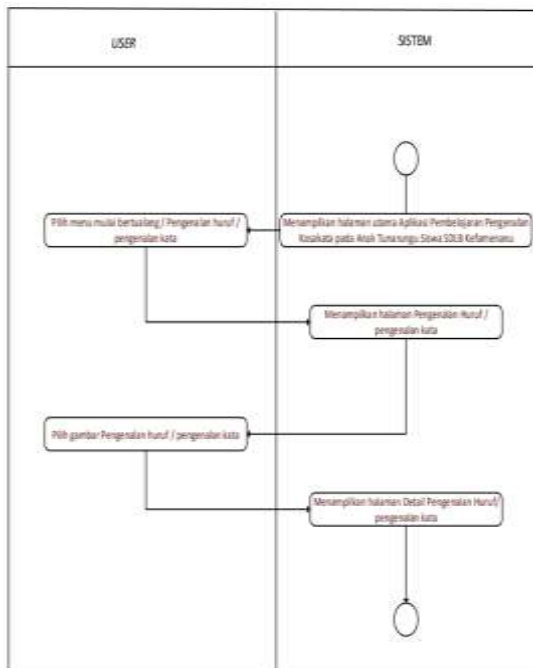 USER
SISTEM
Menampilkan halaman utama Aplikasi Pembelajaran Pengenalan
Kosakata pada Anak Tunarungu Siswa SDLB Kefamenanu
Pilih menu mulai bertualang / Pengenalan huruf /
pengenalan kata
Menampilkan halaman Pengenalan Huruf /
pengenalan kata
Pilih gambar Pengenalan huruf / pengenalan kata
Menampilkan halaman Detail Pengenalan Huruf/
pengenalan kata